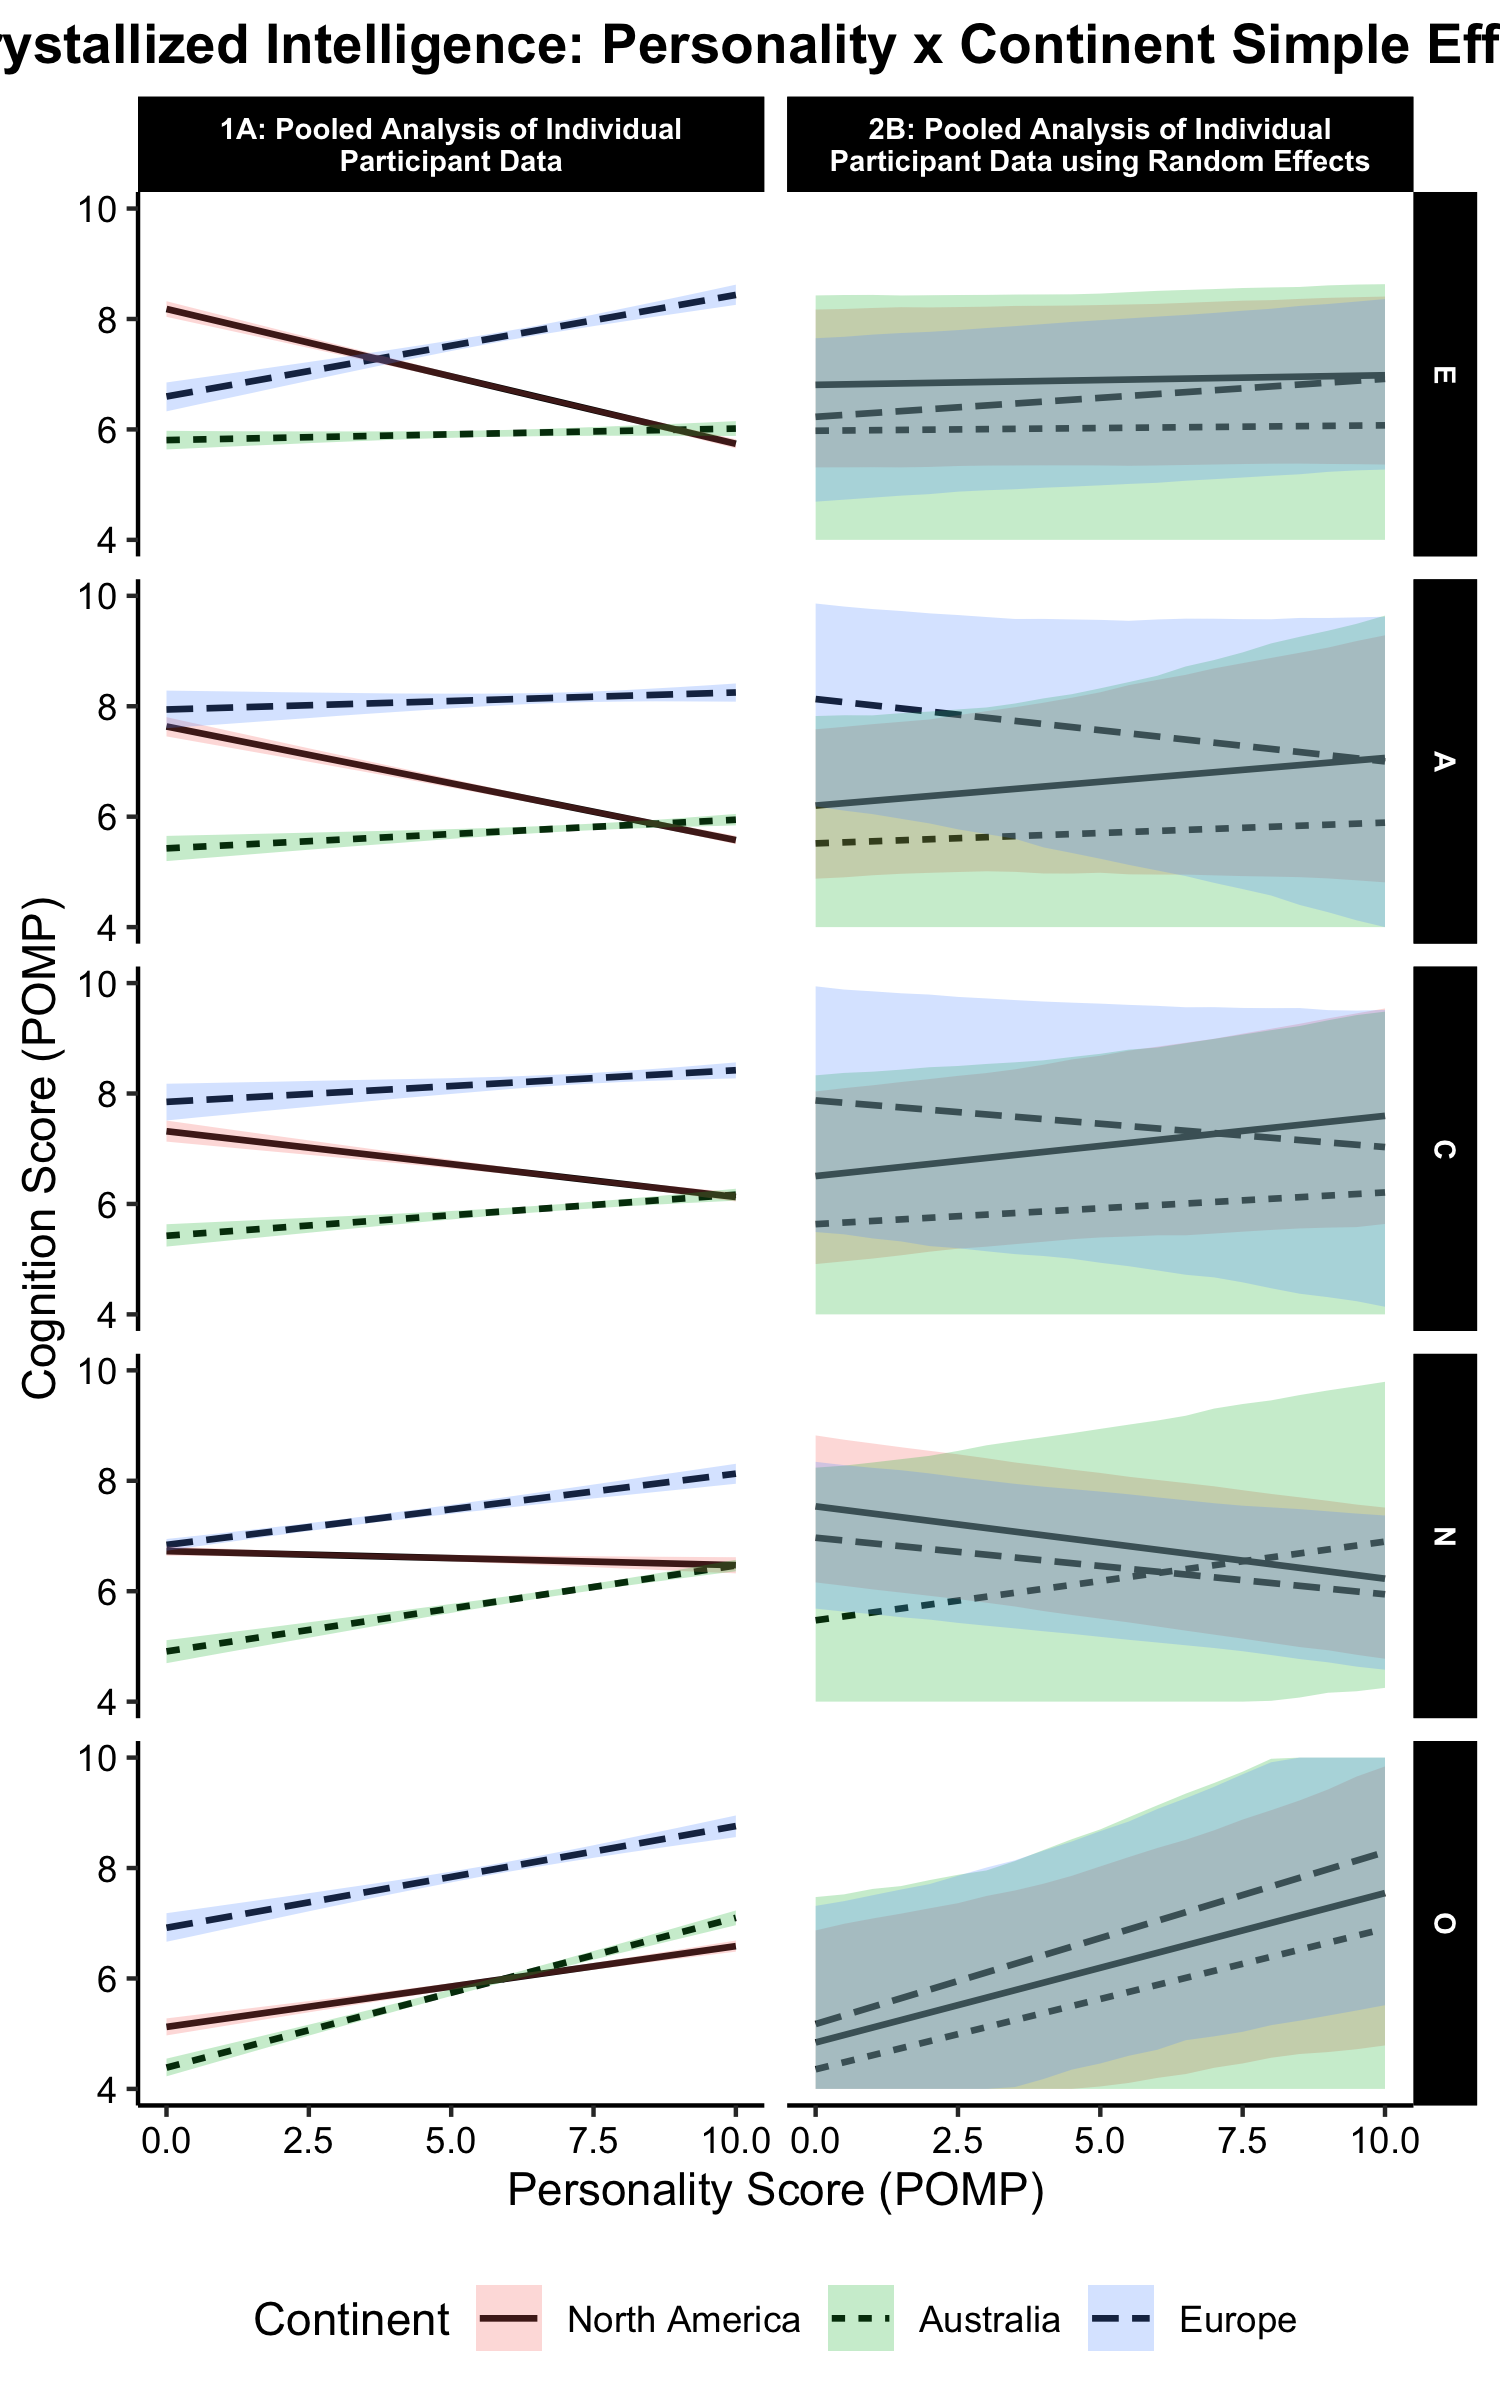 rystallized Intelligence: Personality x Continent Simple Eff
1A: Pooled Analysis of Individual
Participant Data
2B: Pooled Analysis of Individual
Participant Data using Random Effects
10
8
6
4
E
10
8
6
4
A
10
8
6
4
C
10
8
6
4
N
10
8
6
4
O
Cognition Score (POMP)
0.0 2.5 5.0 7.5 10.0 0.0 2.5 5.0 7.5 10.0
Personality Score (POMP)
Continent North America Australia Europe